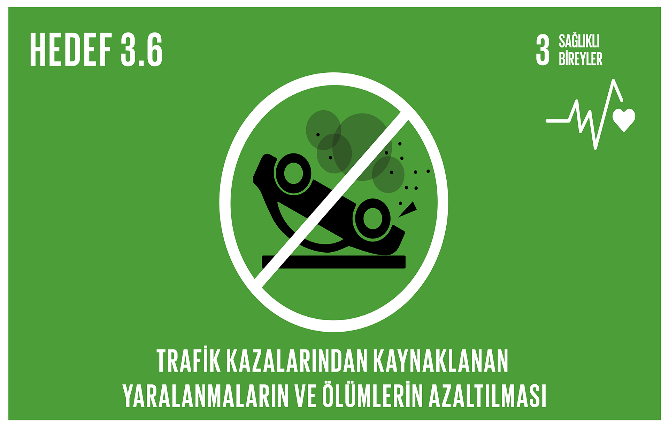 HEDEF 3.6
3 SAĞLIKLI
BİREYLER
TRAFİK KAZALARINDAN KAYNAKLANAN
YARALANMALARIN VE ÖLÜMLERİN AZALTILMASI